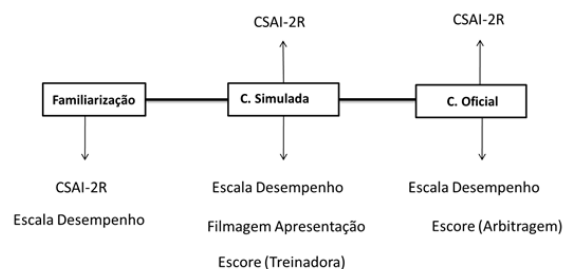 CSAI-2R
CSAI-2R
Familiarização
C. Simulada
C. Oficial
CSAI-2R
Escala Desempenho
Escala Desempenho
Filmagem Apresentação
Escore (Treinadora)
Escala Desempenho
Escore (Arbitragem)